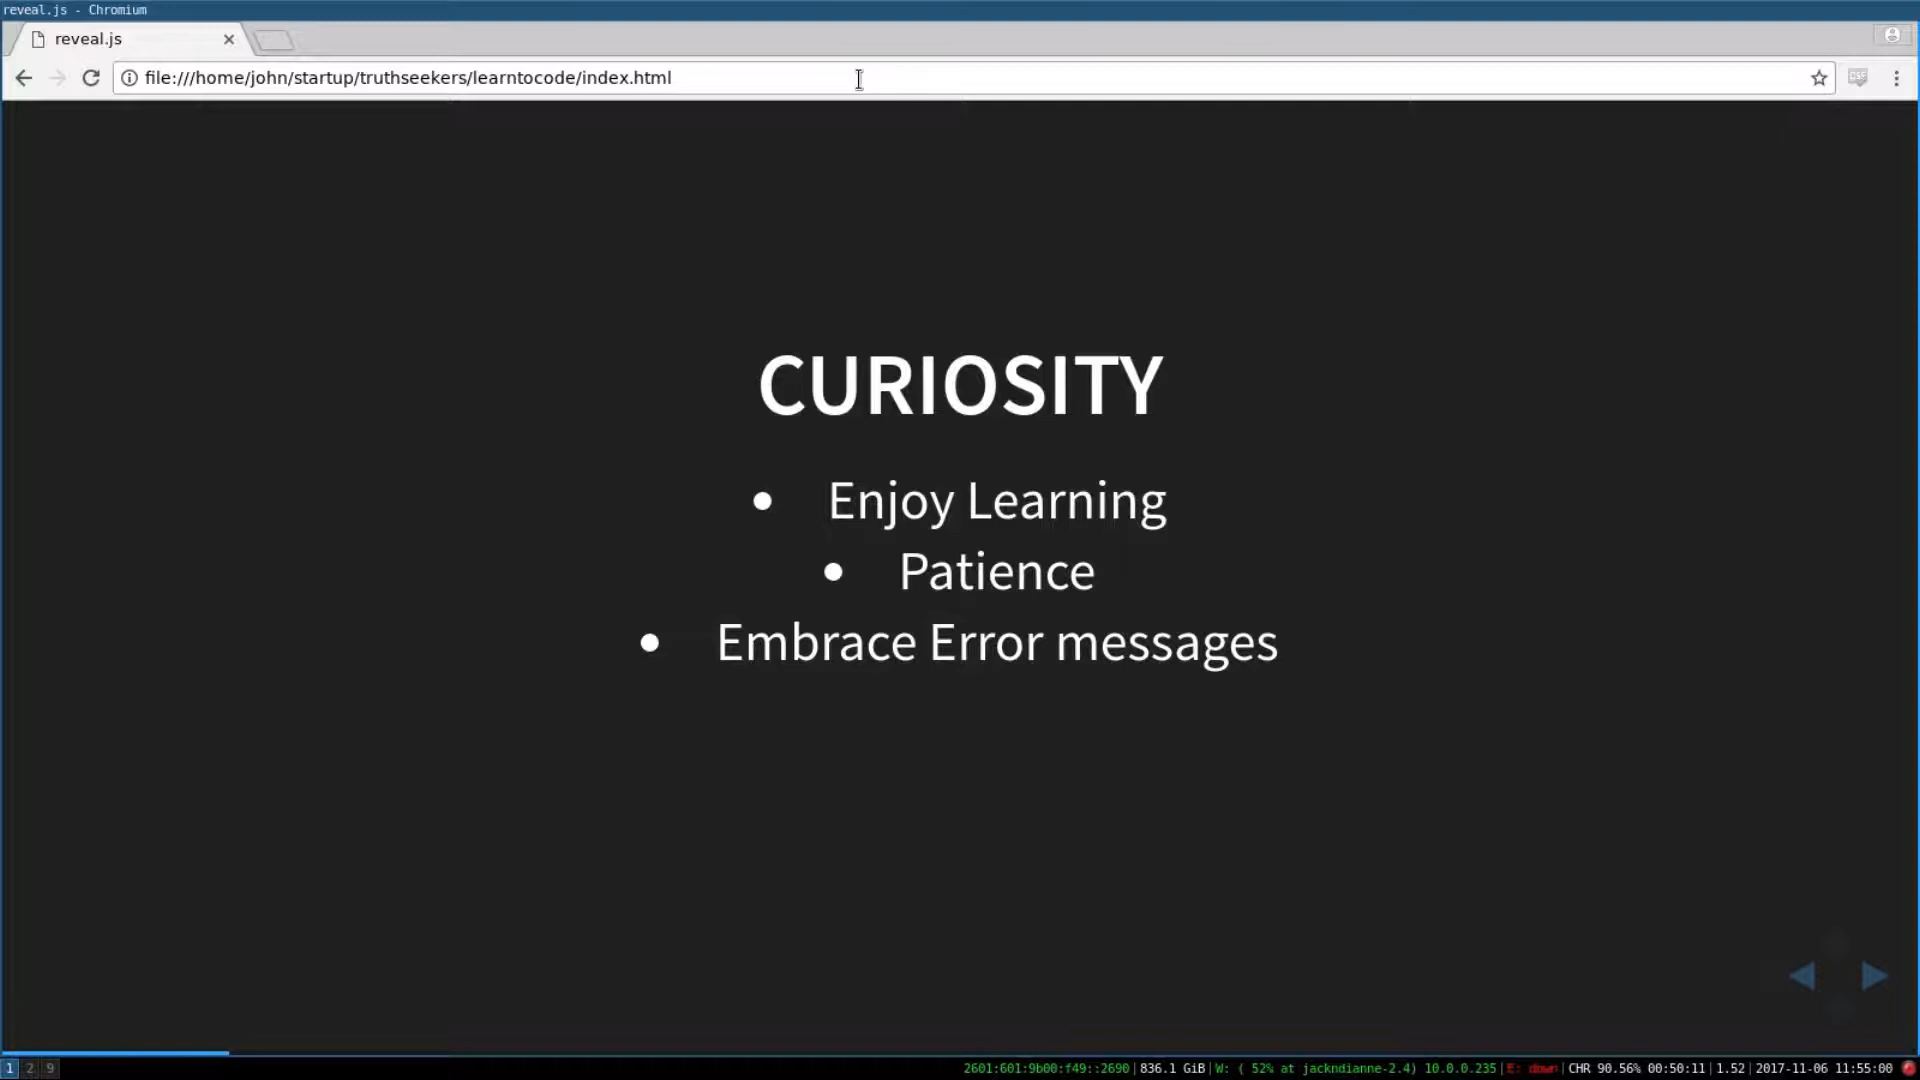 reveal.js - Chromium
reveal.js
file:///home/john/startup/truthseekers/learntocode/index.html
CURIOSITY
• Enjoy Learning
• Patience
• Embrace Error messages
1 2 9
2601:601:9b00:f49::2690|836.1 GiB|W: ( 52% at jackndianne-2.4) 10.0.0.235|E: down|CHR 90.56% 00:50:11|1.52|2017-11-06 11:55:00